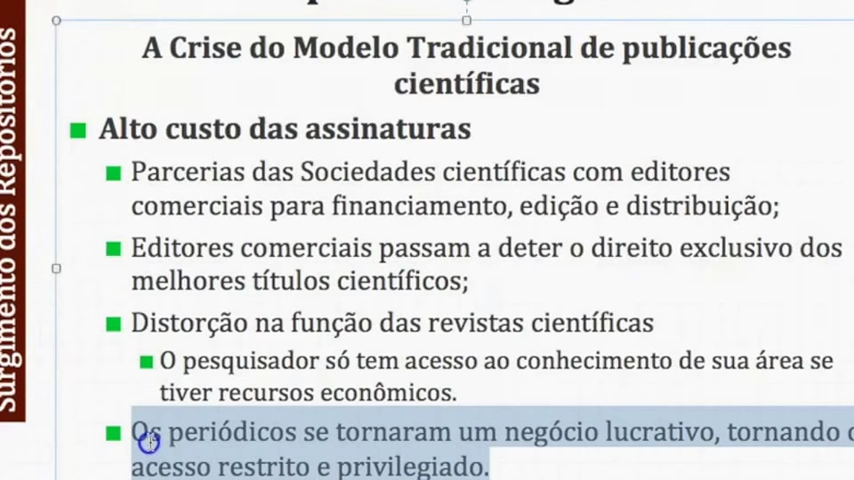 A Crise do Modelo Tradicional de publicações
científicas
Alto custo das assinaturas
Parcerias das Sociedades científicas com editores
comerciais para financiamento, edição e distribuição;
Editores comerciais passam a deter o direito exclusivo dos
melhores títulos científicos;
Distorção na função das revistas científicas
O pesquisador só tem acesso ao conhecimento de sua área se
tiver recursos econômicos.
Os periódicos se tornaram um negócio lucrativo, tornando o
acesso restrito e privilegiado.
Surgimento dos Repositórios